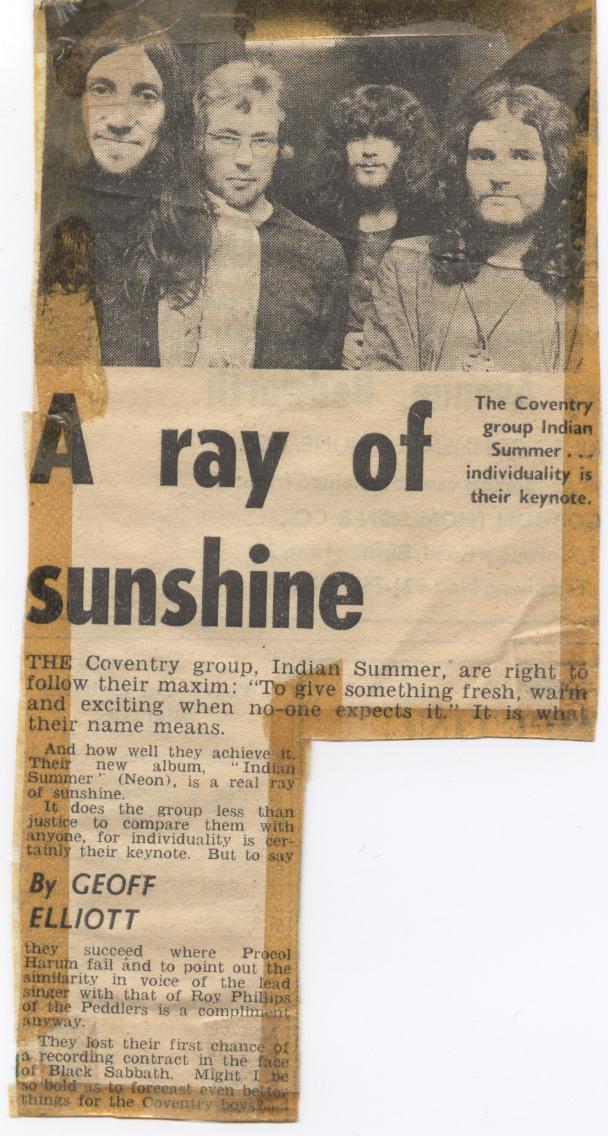 The Coventry
group Indian
Summer . . .
individuality is
their keynote.
A ray of
sunshine
THE Coventry group, Indian Summer, are right to
follow their maxim: "To give something fresh, warm
and exciting when no-one expects it." It is what
their name means.
And how well they achieve it.
Their new album, "Indian
Summer" (Neon), is a real ray
of sunshine.
It does the group less than
justice to compare them with
anyone, for individuality is cer-
tainly their keynote. But to say
By GEOFF
ELLIOTT
they succeed where Procol
Harum fail and to point out the
similarity in voice of the lead
singer with that of Roy Phillips
of the Peddlers is a compliment
anyway.
They lost their first chance of
a recording contract in the face
of Black Sabbath. Might I be
so bold as to forecast even better
things for the Coventry boys?